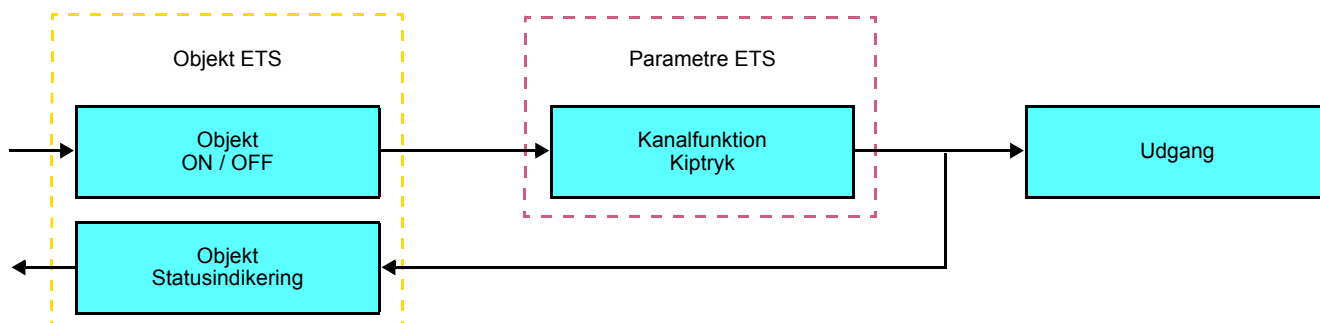 Objekt ETS
Parametre ETS
Objekt
ON / OFF
Kanalfunktion
Kiptryk
Udgang
Objekt
Statusindikering